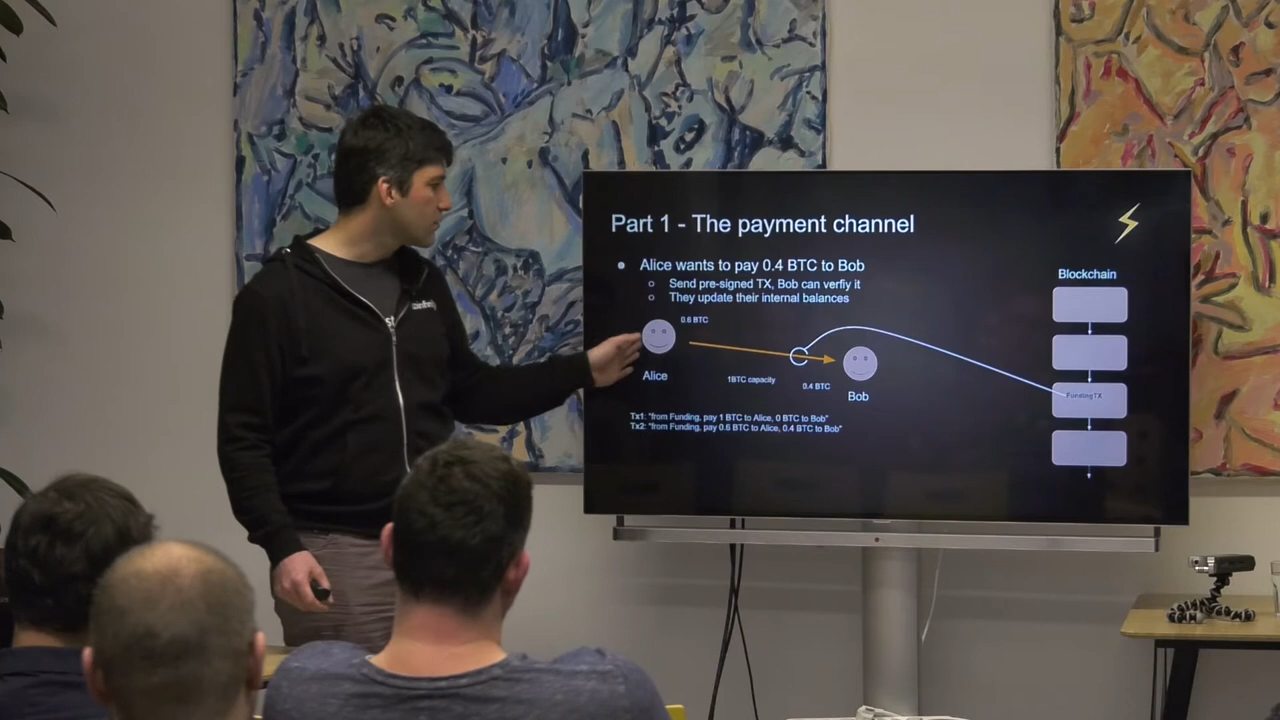 Part 1 - The payment channel
Alice wants to pay 0.4 BTC to Bob
Send pre-signed TX, Bob can verfiy it
They update their internal balances
Blockchain
0.6 BTC
Alice
1BTC capacity
0.4 BTC
Bob
FundingTX
Tx1: "from Funding, pay 1 BTC to Alice, 0 BTC to Bob"
Tx2: "from Funding, pay 0.6 BTC to Alice, 0.4 BTC to Bob"